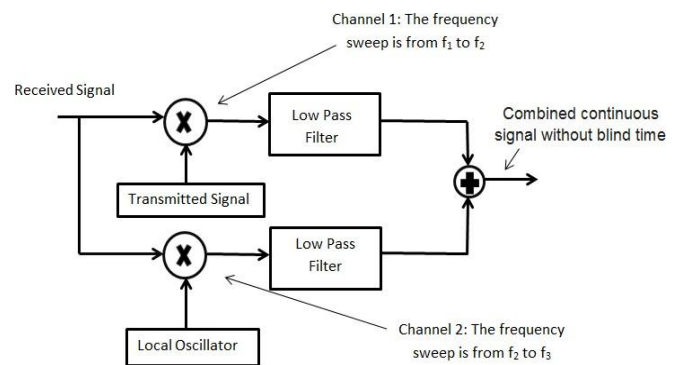 Channel 1: The frequency
sweep is from f₁ to f₂
Received Signal
X
Low Pass
Filter
Combined continuous
signal without blind time
Transmitted Signal
X
Low Pass
Filter
Channel 2: The frequency
sweep is from f₂ to f₃
Local Oscillator